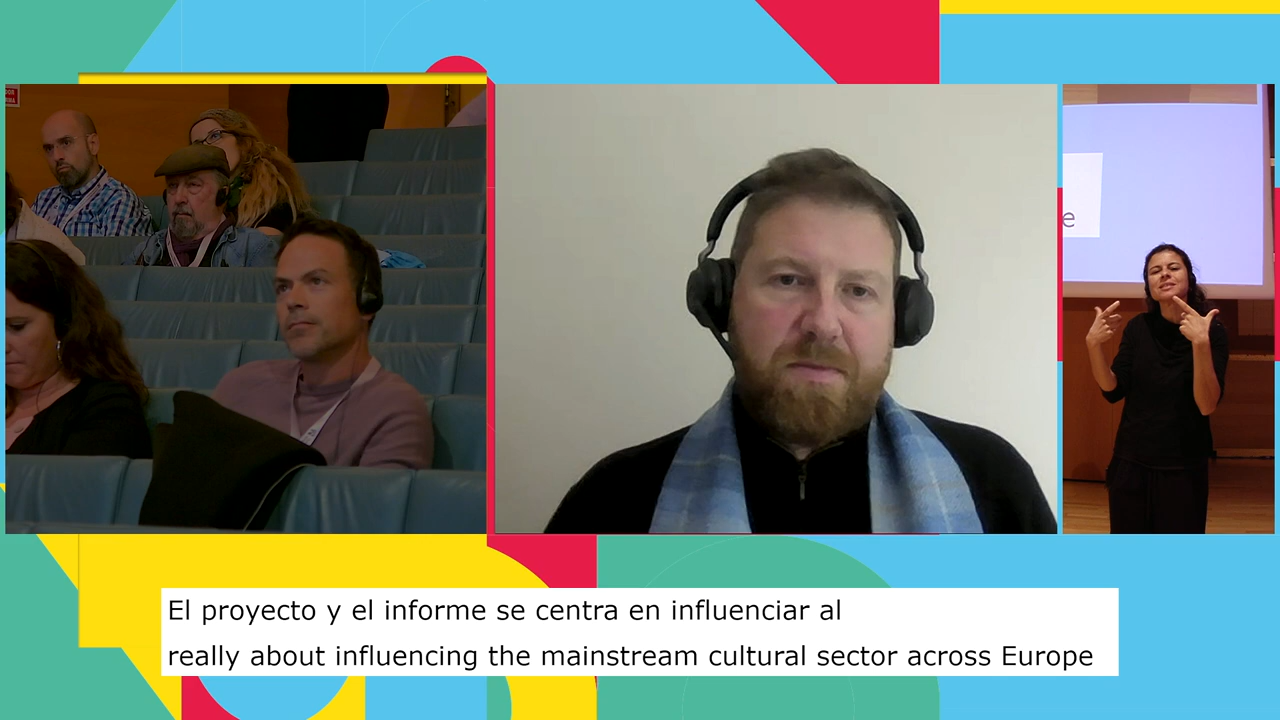 e
El proyecto y el informe se centra en influenciar al
really about influencing the mainstream cultural sector across Europe